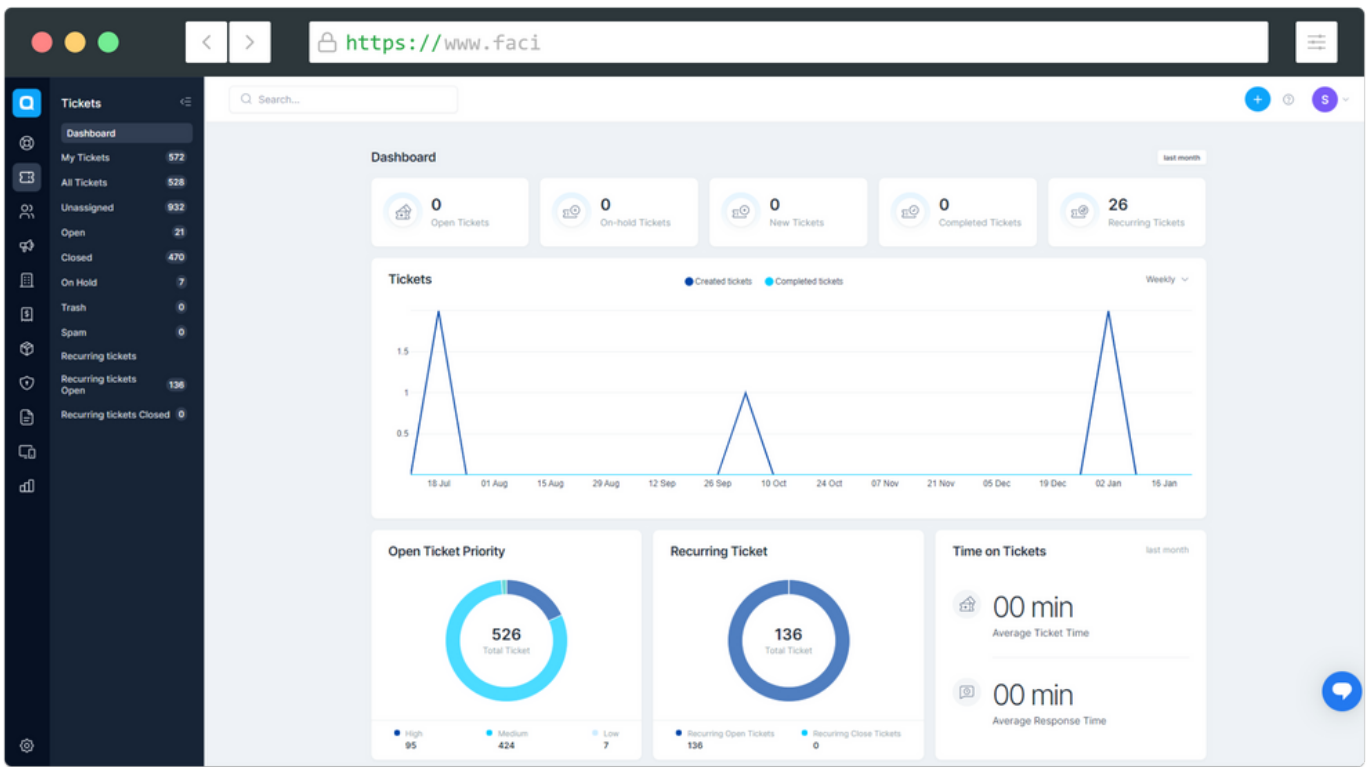 https://www.faci
Tickets
Dashboard
My Tickets 572
All Tickets 528
Unassigned 932
Open 21
Closed 470
On Hold 7
Trash 0
Spam 0
Recurring tickets
Recurring tickets
Open 136
Recurring tickets Closed 0
Search...
S
Dashboard
last month
0
Open Tickets
0
On-hold Tickets
0
New Tickets
0
Completed Tickets
26
Recurring Tickets
Tickets
Created tickets Completed tickets
Weekly
1.5
1
0.5
18 Jul 01 Aug 15 Aug 29 Aug 12 Sep 26 Sep 10 Oct 24 Oct 07 Nov 21 Nov 05 Dec 19 Dec 02 Jan 16 Jan
Open Ticket Priority
526
Total Ticket
High Medium Low
95 424 7
Recurring Ticket
136
Total Ticket
Recurring Open Tickets Recurirng Close Tickets
136 0
Time on Tickets last month
00 min
Average Ticket Time
00 min
Average Response Time